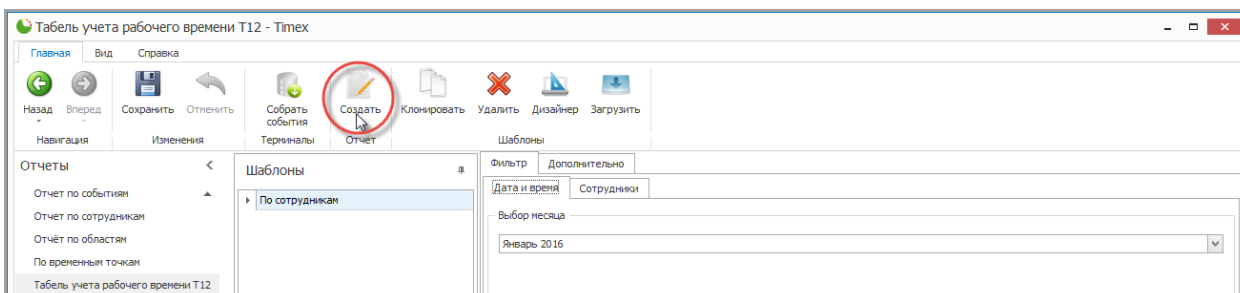 Табель учета рабочего времени Т12 - Timex
Главная Вид Справка
Назад Вперед Сохранить Отменить Собрать события Создать Клонировать Удалить Дизайнер Загрузить
Навигация Изменения Терминалы Отчет Шаблоны
Отчеты
Отчет по событиям
Отчет по сотрудникам
Отчёт по областям
По временным точкам
Табель учета рабочего времени Т12
Шаблоны
По сотрудникам
Фильтр Дополнительно
Дата и время Сотрудники
Выбор месяца
Январь 2016